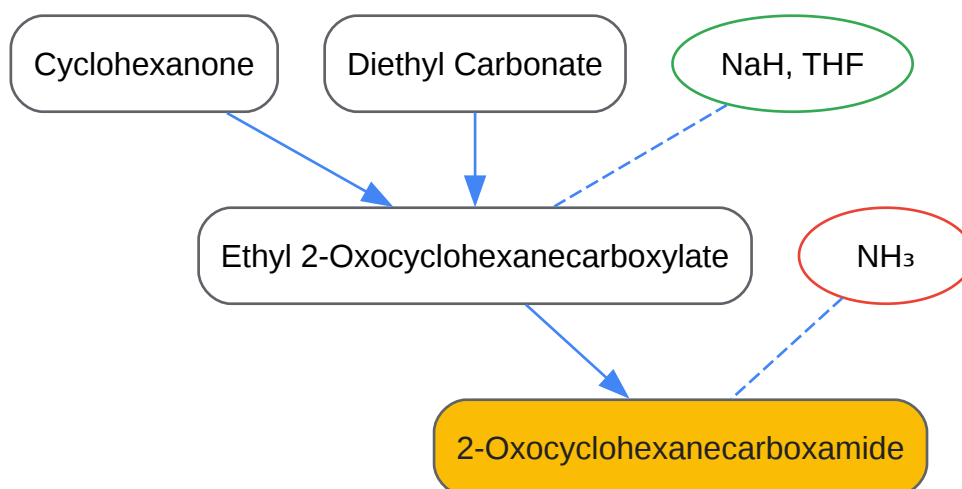 Cyclohexanone
Diethyl Carbonate
NaH, THF
Ethyl 2-Oxocyclohexanecarboxylate
NH₃
2-Oxocyclohexanecarboxamide